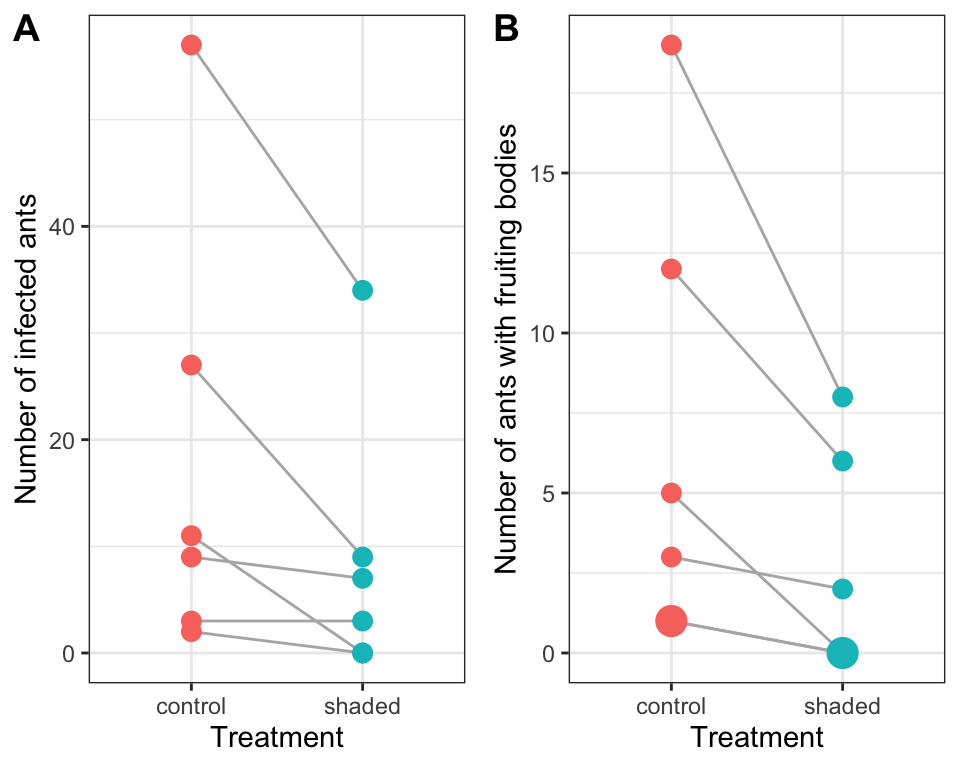 A
Number of infected ants
40
20
0
control
shaded
Treatment
B
Number of ants with fruiting bodies
15
10
5
0
control
shaded
Treatment